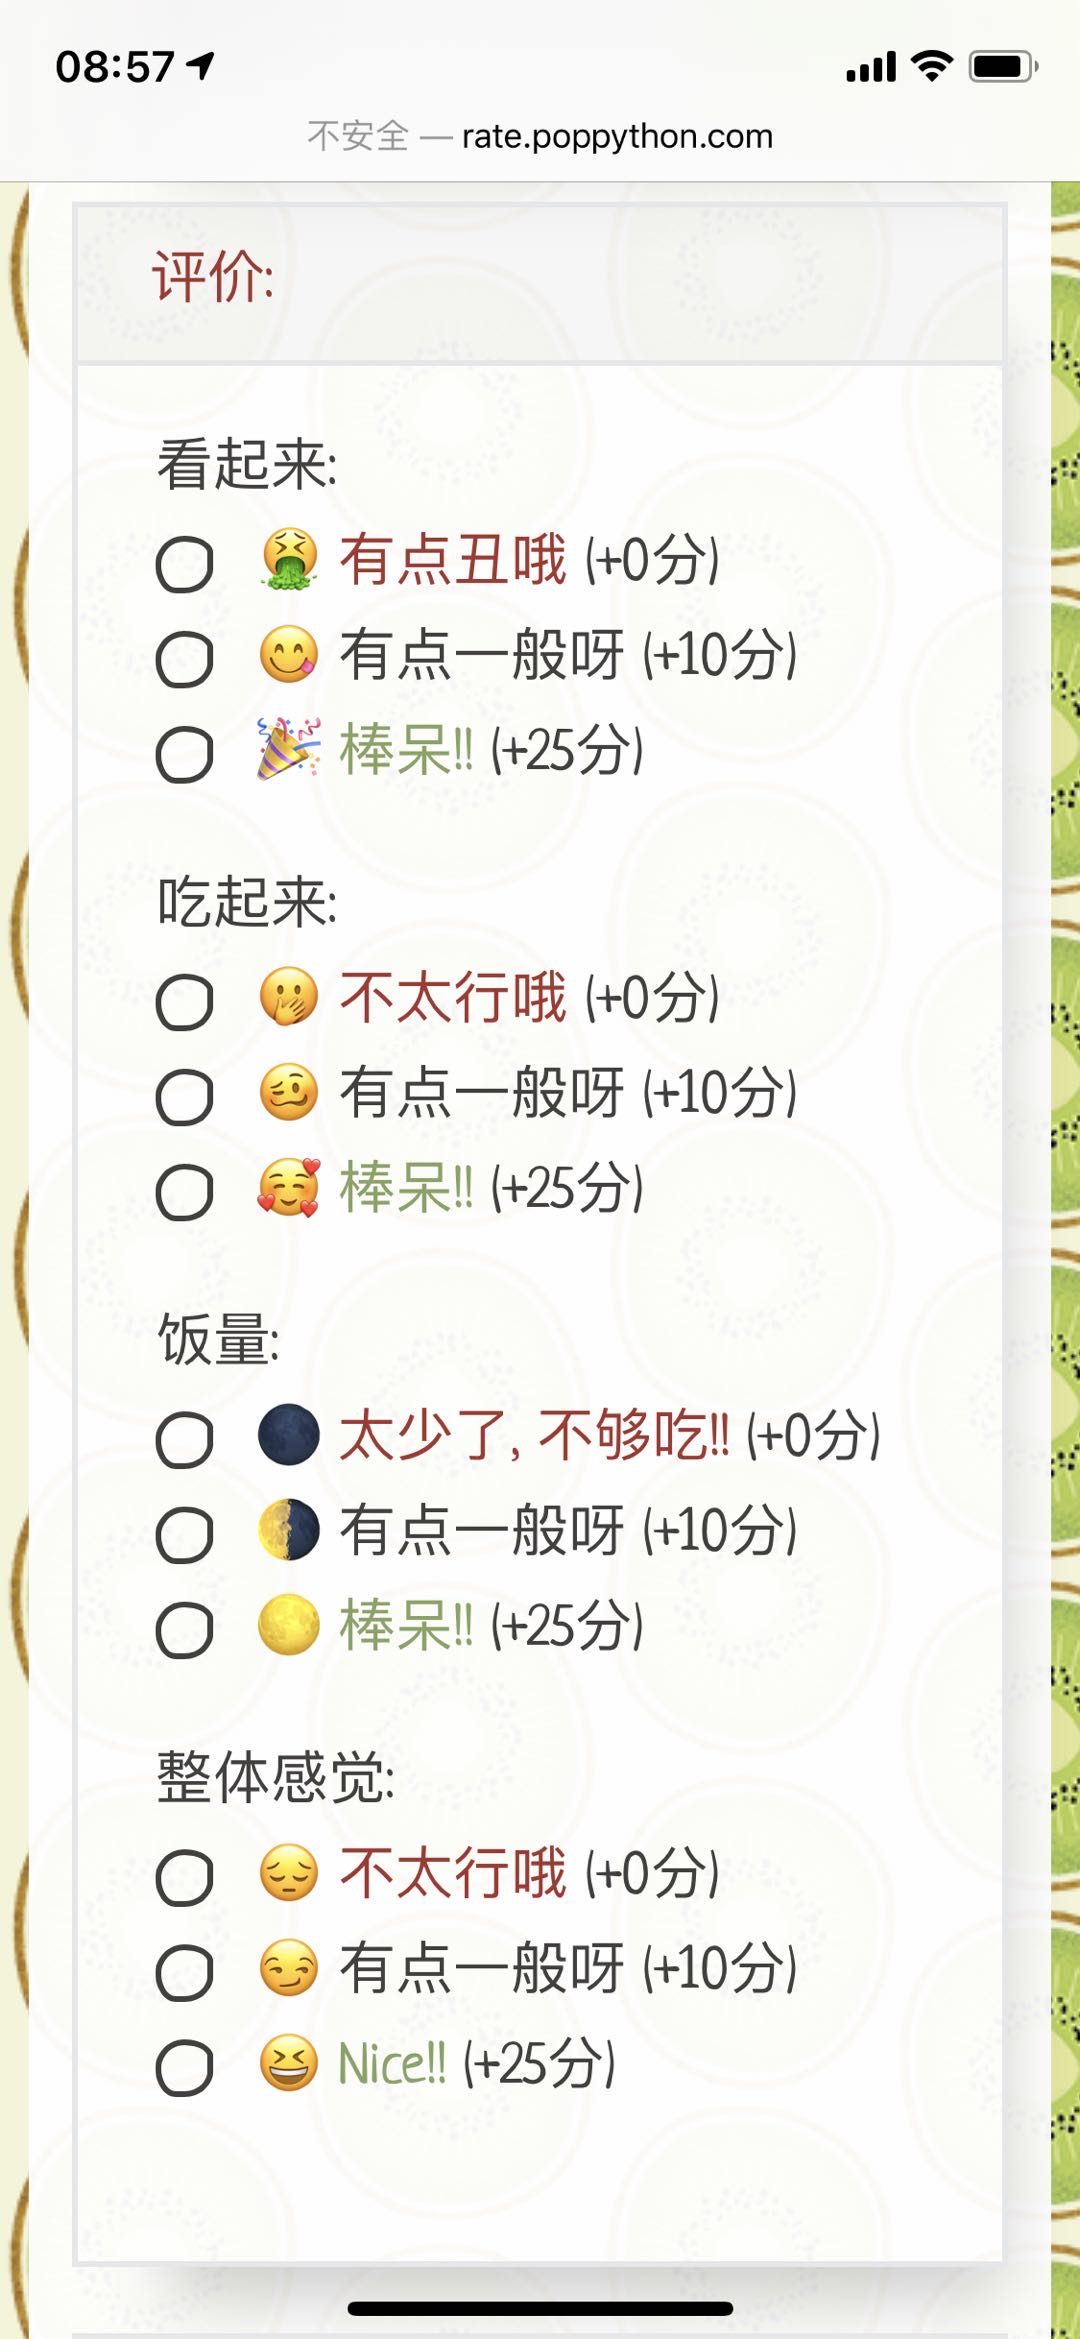 08:57
不安全 — rate.poppython.com
评价:
看起来:
🤮 有点丑哦 (+0分)
😋 有点一般呀 (+10分)
🎉 棒呆!! (+25分)
吃起来:
🤭 不太行哦 (+0分)
🥴 有点一般呀 (+10分)
🥰 棒呆!! (+25分)
饭量:
🌑 太少了, 不够吃!! (+0分)
🌗 有点一般呀 (+10分)
🌕 棒呆!! (+25分)
整体感觉:
😔 不太行哦 (+0分)
😏 有点一般呀 (+10分)
😆 Nice!! (+25分)